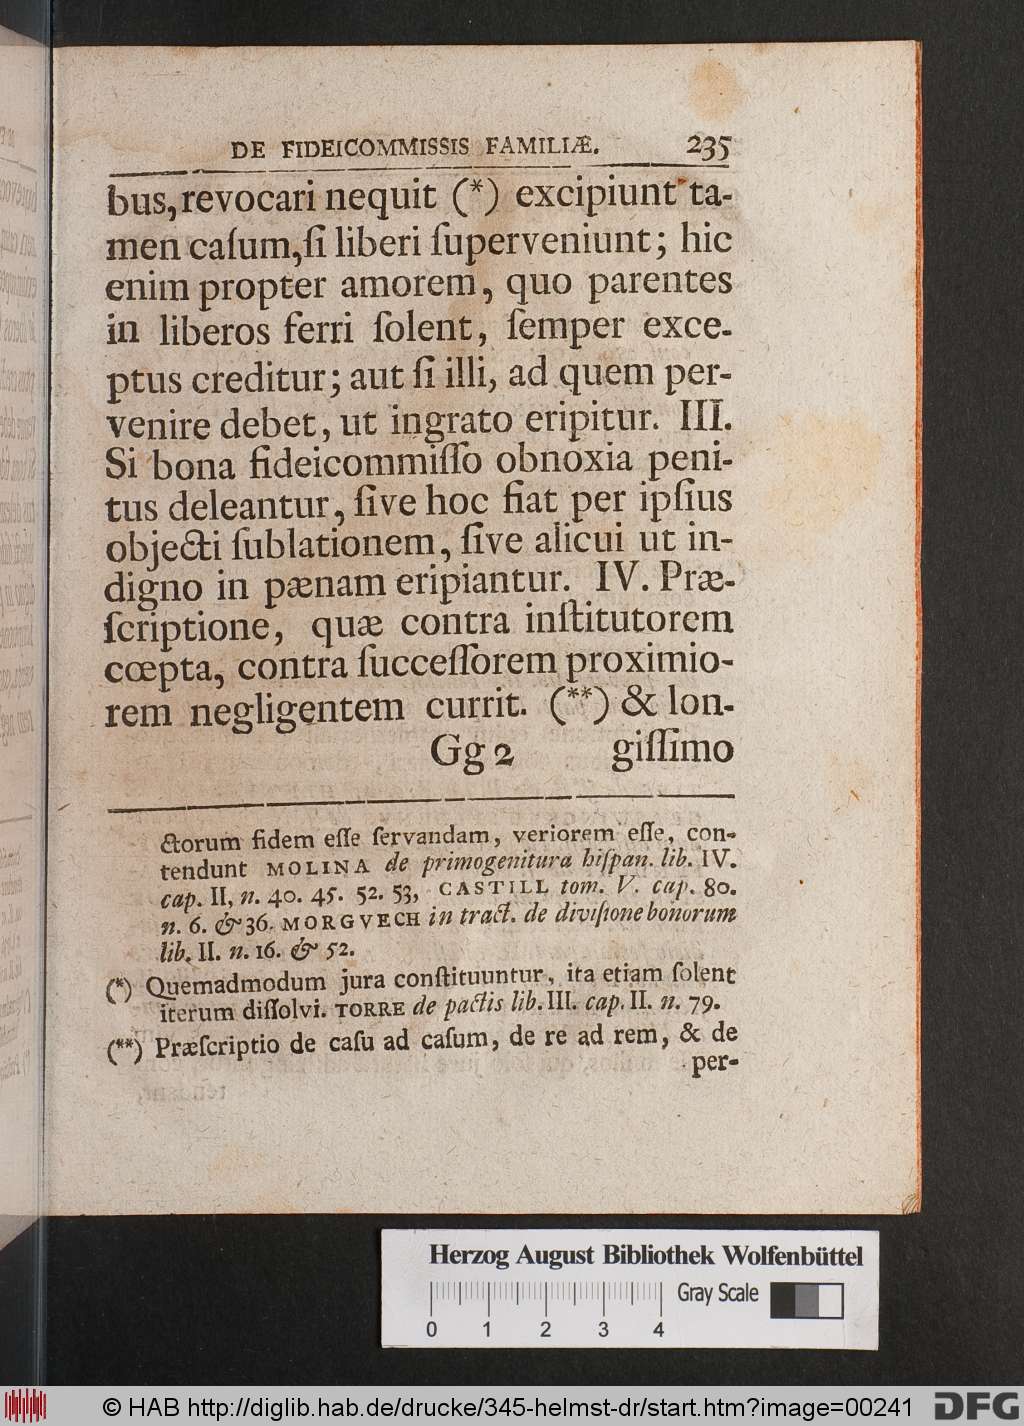 DE FIDEICOMMISSIS FAMILIÆ. 235
bus, revocari nequit (*) excipiunt ta-
men caſum, ſi liberi ſuperveniunt; hic
enim propter amorem, quo parentes
in liberos ferri ſolent, ſemper exce-
ptus creditur; aut ſi illi, ad quem per-
venire debet, ut ingrato eripitur. III.
Si bona fideicommiſſo obnoxia peni-
tus deleantur, ſive hoc fiat per ipſius
objecti ſublationem, ſive alicui ut in-
digno in pænam eripiantur. IV. Præ-
ſcriptione, quæ contra inſtitutorem
cœpta, contra ſucceſſorem proximio-
rem negligentem currit. (**) & lon-
Gg 2 giſſimo
ctorum fidem eſſe ſervandam, veriorem eſſe, con-
tendunt MOLINA de primogenitura hiſpan. lib. IV.
cap. II, n. 40. 45. 52. 53, CASTILL tom. V. cap. 80.
n. 6. & 36. MORGVECH in tract. de diviſione bonorum
lib. II. n. 16. & 52.
(*) Quemadmodum jura conſtituuntur, ita etiam ſolent
iterum diſſolvi. TORRE de pactis lib. III. cap. II. n. 79.
(**) Præſcriptio de caſu ad caſum, de re ad rem, & de
per-
Herzog August Bibliothek Wolfenbüttel
Gray Scale
0 1 2 3 4
© HAB http://diglib.hab.de/drucke/345-helmst-dr/start.htm?image=00241
DFG